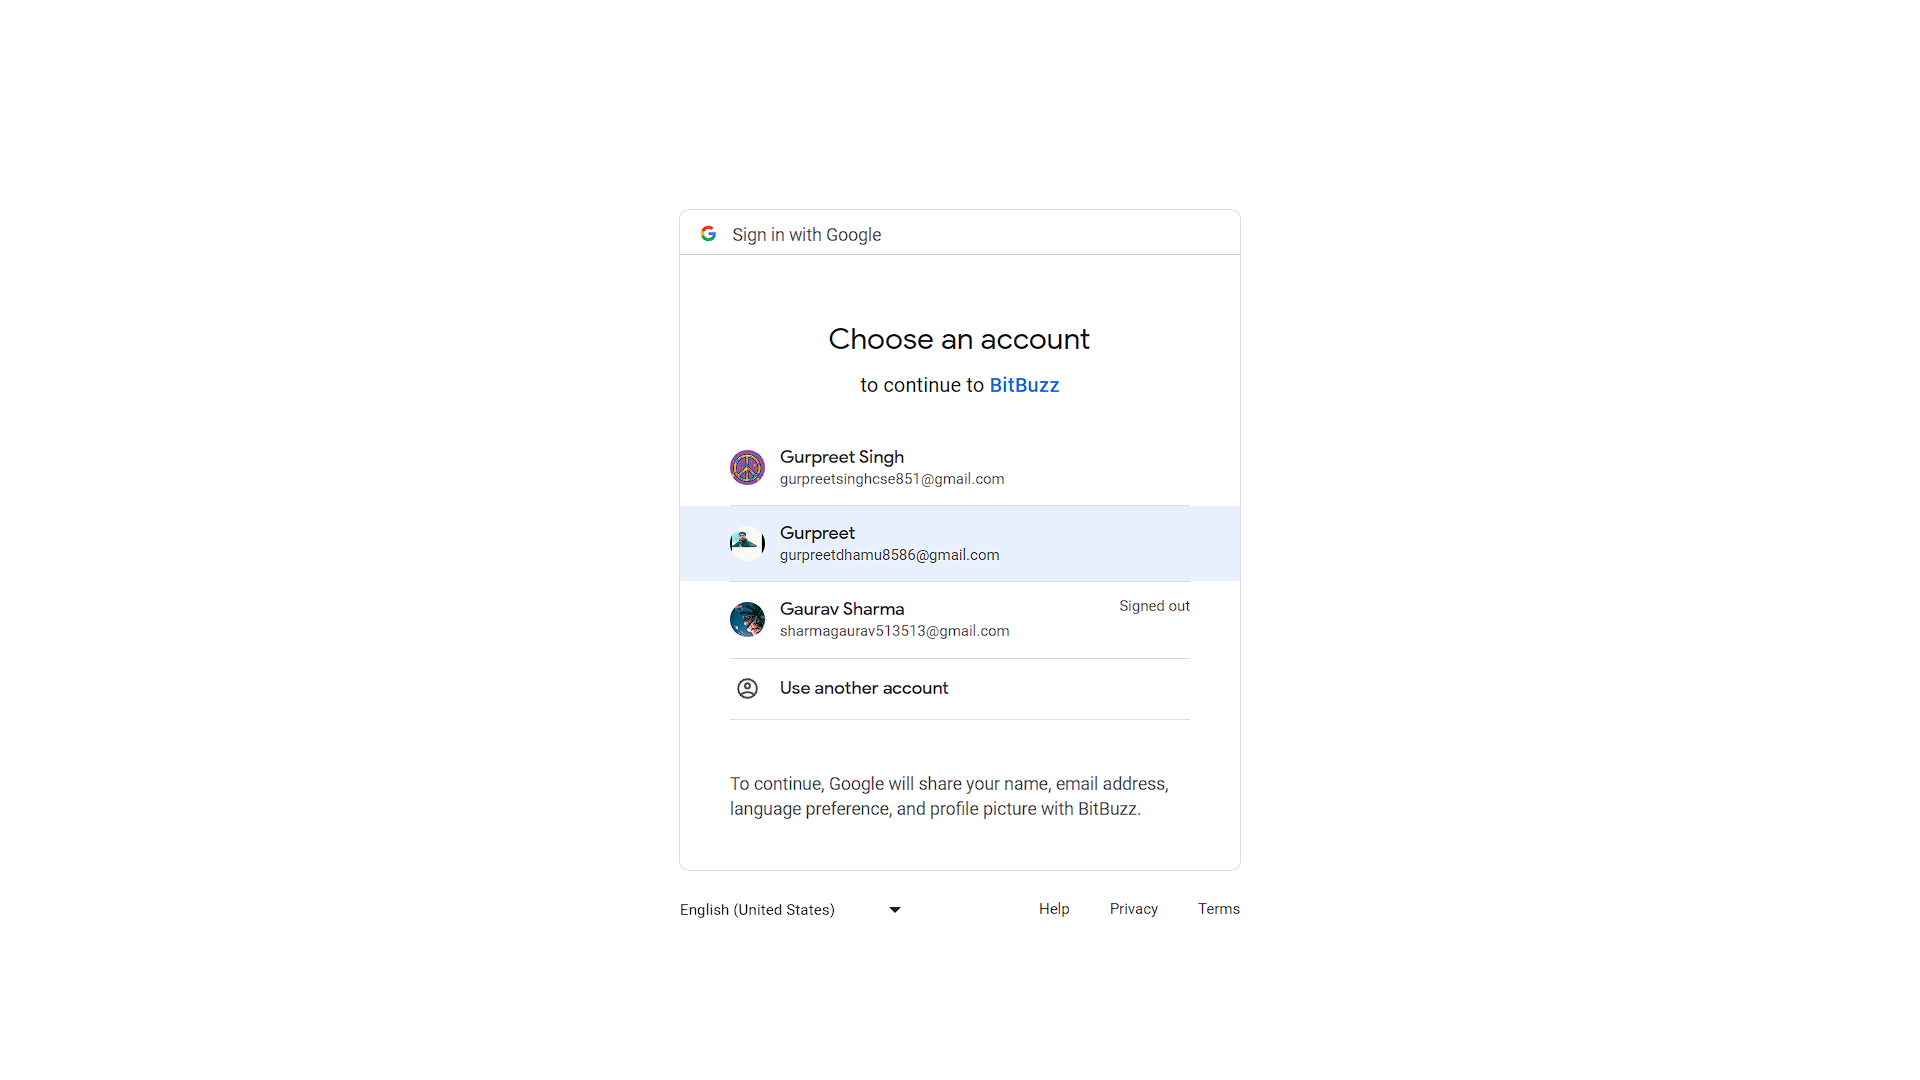 Sign in with Google
Choose an account
to continue to BitBuzz
Gurpreet Singh
gurpreetsinghcse851@gmail.com
Gurpreet
gurpreetdhamu8586@gmail.com
Gaurav Sharma
Signed out
sharmagaurav513513@gmail.com
Use another account
To continue, Google will share your name, email address,
language preference, and profile picture with BitBuzz.
English (United States)
Help
Privacy
Terms